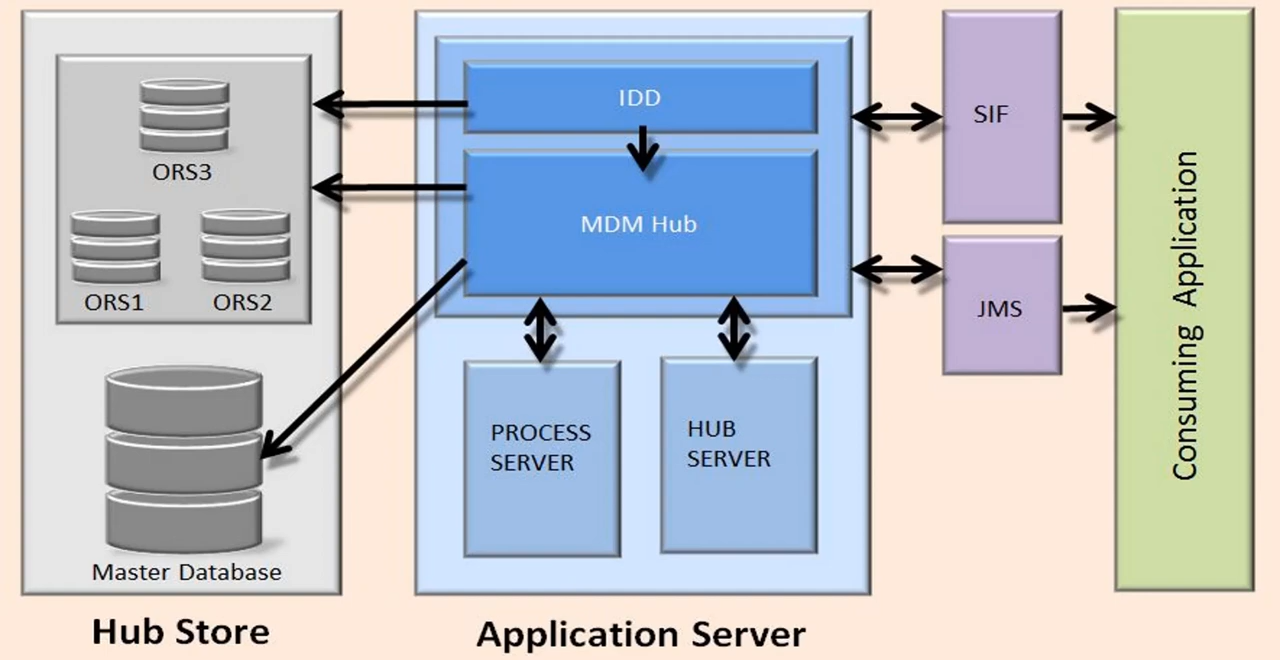 ORS3
ORS1
ORS2
Master Database
Hub Store
IDD
MDM Hub
PROCESS
SERVER
HUB
SERVER
Application Server
SIF
JMS
Consuming Application